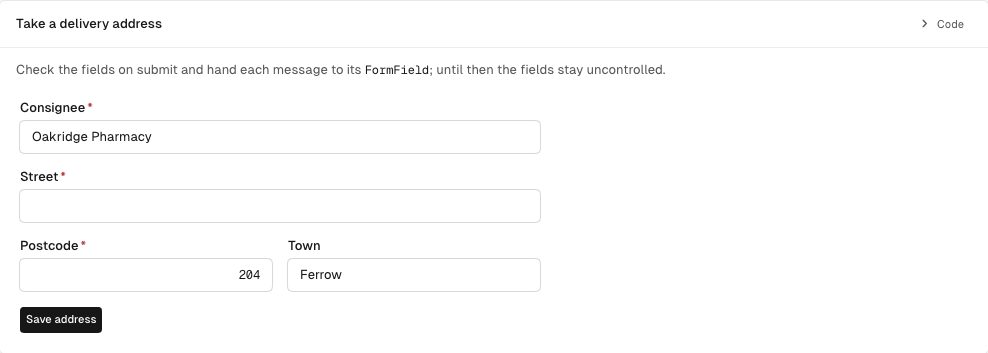 Take a delivery address
Code
Check the fields on submit and hand each message to its FormField; until then the fields stay uncontrolled.
Consignee*
Oakridge Pharmacy
Street*
Postcode* Town
204 Ferrow
Save address